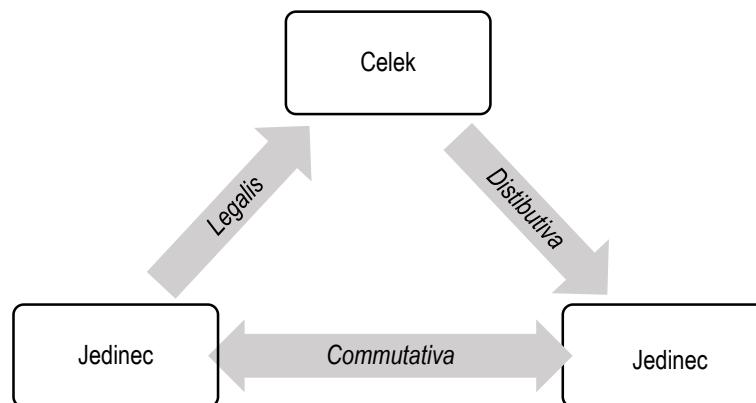 Celek
Legalis
Distibutiva
Jedinec
Commutativa
Jedinec